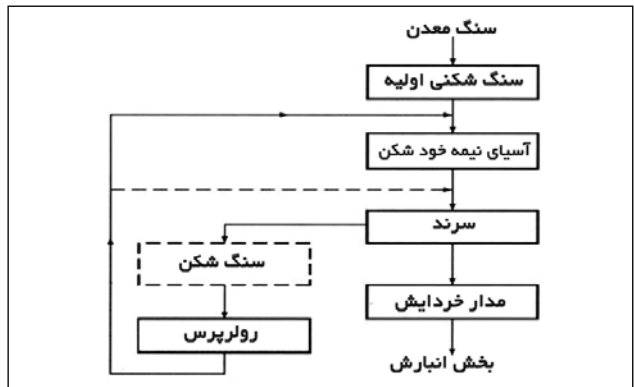 سنگ معدن
سنگ شکنی اولیه
آسیای نیمه خود شکن
سرند
سنگ شکن
مدار خردایش
رولرپرس
بخش انبارش